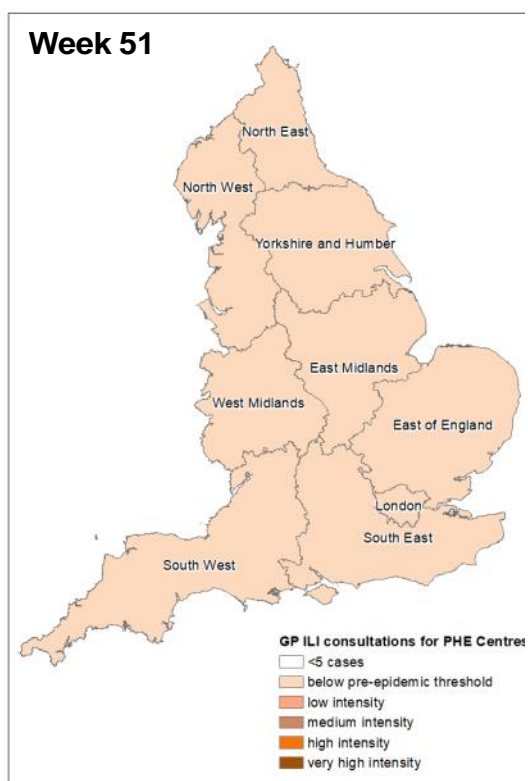 Week 51
North East
North West
Yorkshire and Humber
East Midlands
West Midlands
East of England
London
South East
South West
GP ILI consultations for PHE Centres
<5 cases
below pre-epidemic threshold
low intensity
medium intensity
high intensity
very high intensity